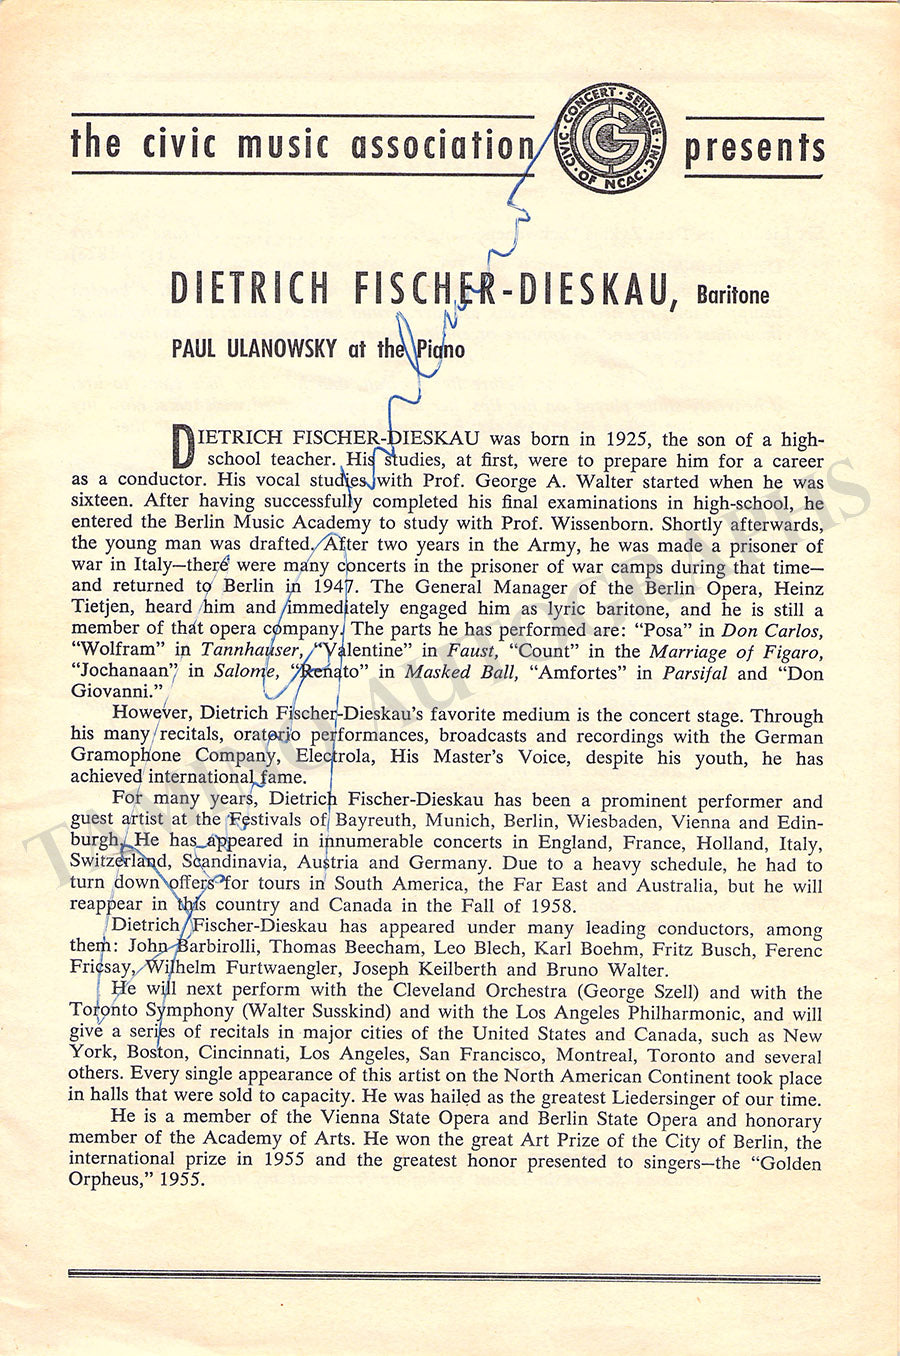 the civic music association
CIVIC · CONCERT · SERVICE · INC · OF NCAC ·
presents
DIETRICH FISCHER-DIESKAU, Baritone
PAUL ULANOWSKY at the Piano
DIETRICH FISCHER-DIESKAU was born in 1925, the son of a high-
school teacher. His studies, at first, were to prepare him for a career
as a conductor. His vocal studies with Prof. George A. Walter started when he was
sixteen. After having successfully completed his final examinations in high-school, he
entered the Berlin Music Academy to study with Prof. Wissenborn. Shortly afterwards,
the young man was drafted. After two years in the Army, he was made a prisoner of
war in Italy—there were many concerts in the prisoner of war camps during that time—
and returned to Berlin in 1947. The General Manager of the Berlin Opera, Heinz
Tietjen, heard him and immediately engaged him as lyric baritone, and he is still a
member of that opera company. The parts he has performed are: “Posa” in Don Carlos,
“Wolfram” in Tannhauser, “Valentine” in Faust, “Count” in the Marriage of Figaro,
“Jochanaan” in Salome, “Renato” in Masked Ball, “Amfortes” in Parsifal and “Don
Giovanni.”
However, Dietrich Fischer-Dieskau’s favorite medium is the concert stage. Through
his many recitals, oratorio performances, broadcasts and recordings with the German
Gramophone Company, Electrola, His Master’s Voice, despite his youth, he has
achieved international fame.
For many years, Dietrich Fischer-Dieskau has been a prominent performer and
guest artist at the Festivals of Bayreuth, Munich, Berlin, Wiesbaden, Vienna and Edin-
burgh. He has appeared in innumerable concerts in England, France, Holland, Italy,
Switzerland, Scandinavia, Austria and Germany. Due to a heavy schedule, he had to
turn down offers for tours in South America, the Far East and Australia, but he will
reappear in this country and Canada in the Fall of 1958.
Dietrich Fischer-Dieskau has appeared under many leading conductors, among
them: John Barbirolli, Thomas Beecham, Leo Blech, Karl Boehm, Fritz Busch, Ferenc
Fricsay, Wilhelm Furtwaengler, Joseph Keilberth and Bruno Walter.
He will next perform with the Cleveland Orchestra (George Szell) and with the
Toronto Symphony (Walter Susskind) and with the Los Angeles Philharmonic, and will
give a series of recitals in major cities of the United States and Canada, such as New
York, Boston, Cincinnati, Los Angeles, San Francisco, Montreal, Toronto and several
others. Every single appearance of this artist on the North American Continent took place
in halls that were sold to capacity. He was hailed as the greatest Liedersinger of our time.
He is a member of the Vienna State Opera and Berlin State Opera and honorary
member of the Academy of Arts. He won the great Art Prize of the City of Berlin, the
international prize in 1955 and the greatest honor presented to singers—the “Golden
Orpheus,” 1955.
TAMINO AUTOGRAPHS